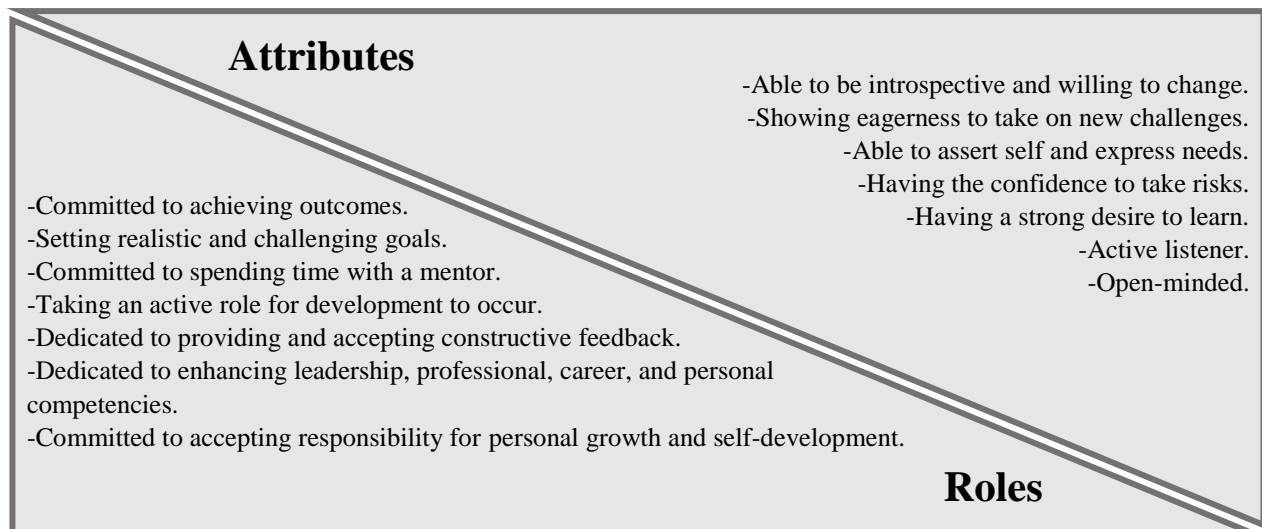 Attributes
-Able to be introspective and willing to change.
-Showing eagerness to take on new challenges.
-Able to assert self and express needs.
-Having the confidence to take risks.
-Having a strong desire to learn.
-Active listener.
-Open-minded.
-Committed to achieving outcomes.
-Setting realistic and challenging goals.
-Committed to spending time with a mentor.
-Taking an active role for development to occur.
-Dedicated to providing and accepting constructive feedback.
-Dedicated to enhancing leadership, professional, career, and personal
competencies.
-Committed to accepting responsibility for personal growth and self-development.
Roles